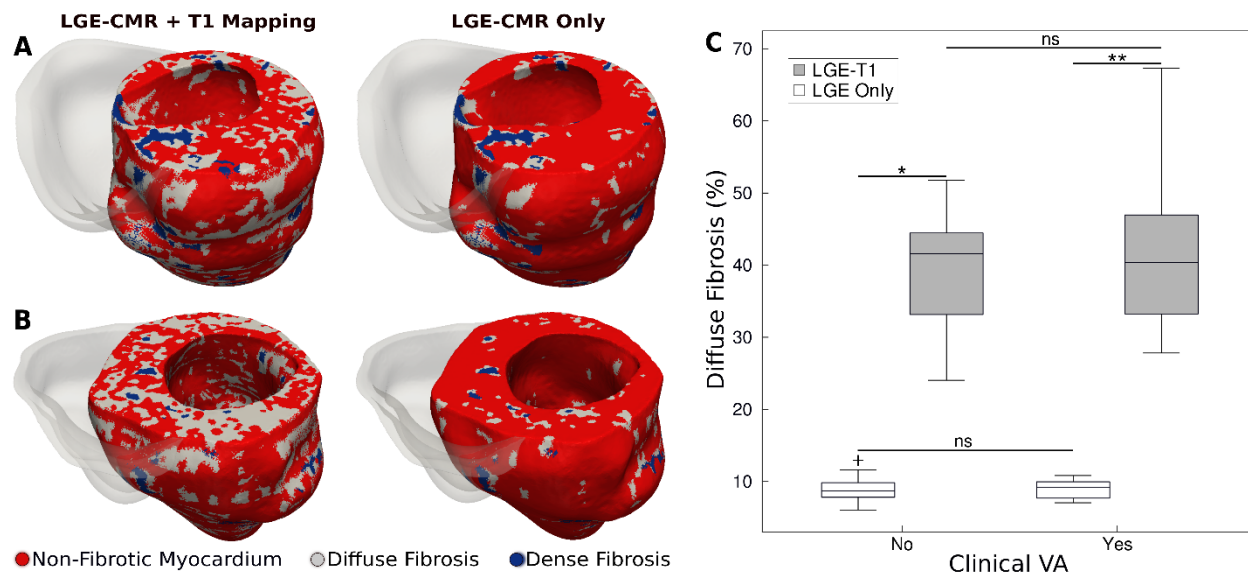 LGE-CMR + T1 Mapping
LGE-CMR Only
A
B
Non-Fibrotic Myocardium
Diffuse Fibrosis
Dense Fibrosis
C
Diffuse Fibrosis (%)
70
60
50
40
30
20
10
LGE-T1
LGE Only
ns
**
*
ns
No
Yes
Clinical VA